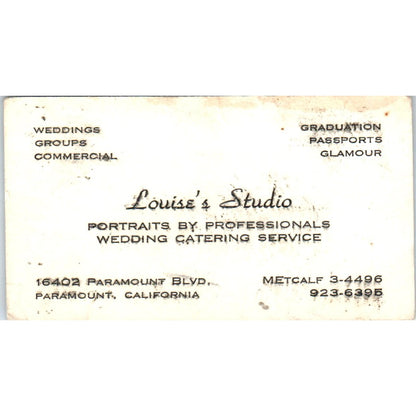 WEDDINGS
GROUPS
COMMERCIAL
GRADUATION
PASSPORTS
GLAMOUR
Louise's Studio
PORTRAITS BY PROFESSIONALS
WEDDING CATERING SERVICE
16402 PARAMOUNT BLVD.
PARAMOUNT, CALIFORNIA
METCALF 3-4496
923-6395